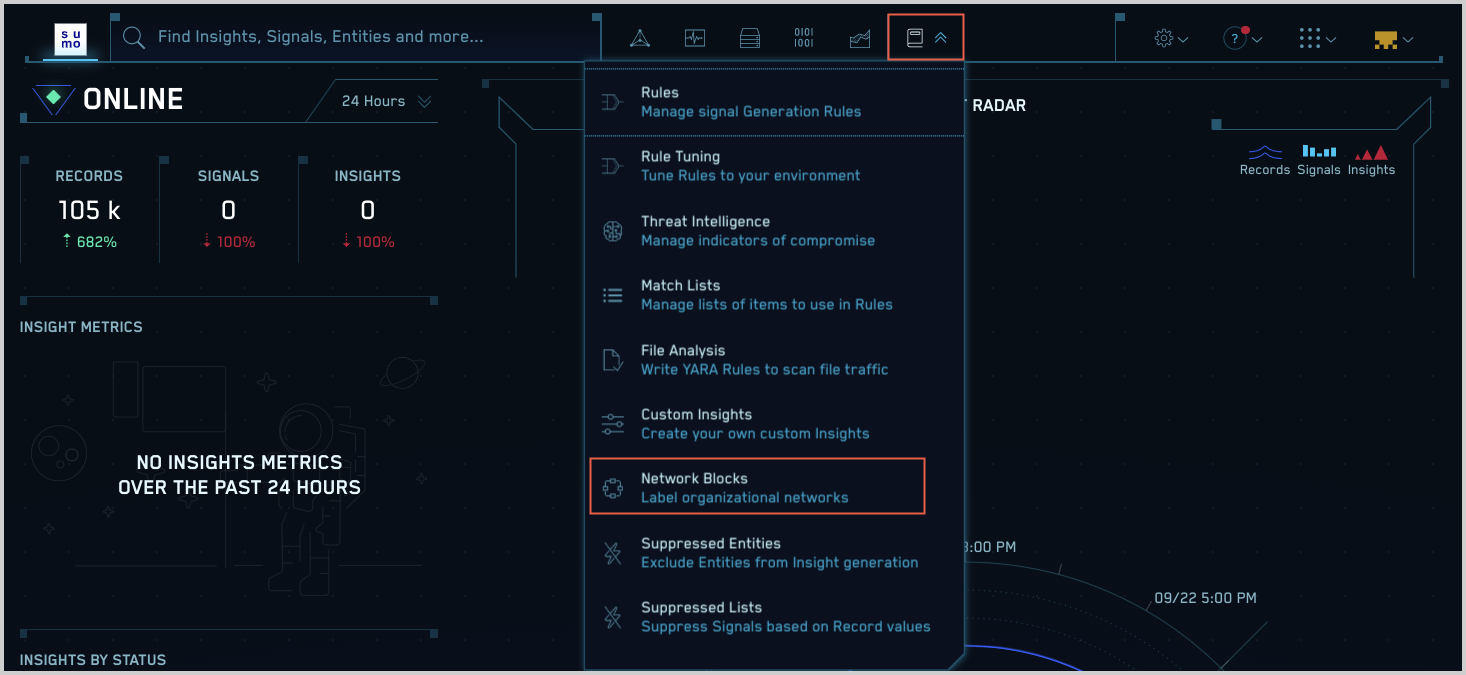 su
mo
Find Insights, Signals, Entities and more...
0101
1001
?
ONLINE
24 Hours
RECORDS
SIGNALS
INSIGHTS
105 k
0
0
682%
100%
100%
INSIGHT METRICS
NO INSIGHTS METRICS
OVER THE PAST 24 HOURS
INSIGHTS BY STATUS
Rules
Manage signal Generation Rules
Rule Tuning
Tune Rules to your environment
Threat Intelligence
Manage indicators of compromise
Match Lists
Manage lists of items to use in Rules
File Analysis
Write YARA Rules to scan file traffic
Custom Insights
Create your own custom Insights
Network Blocks
Label organizational networks
Suppressed Entities
Exclude Entities from Insight generation
Suppressed Lists
Suppress Signals based on Record values
RADAR
Records Signals Insights
:00 PM
09/22 5:00 PM